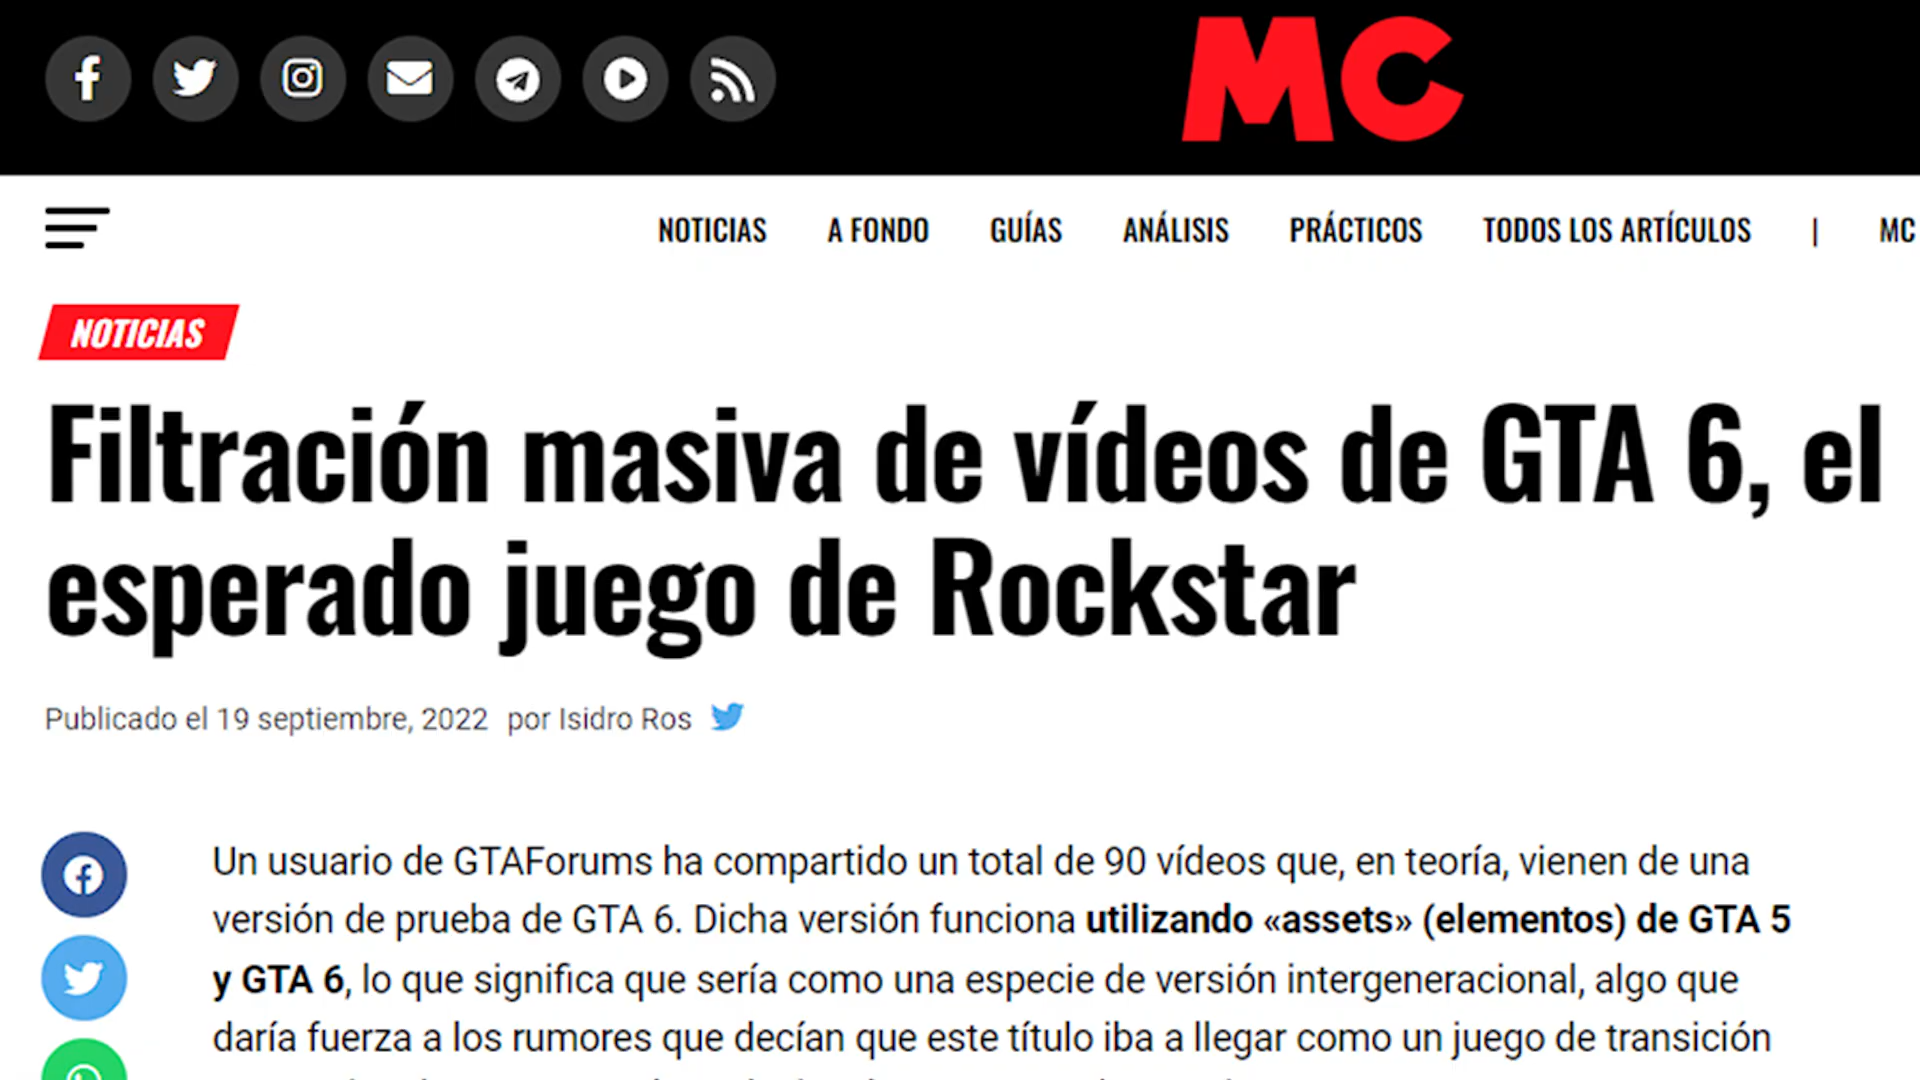 MC
NOTICIAS A FONDO GUÍAS ANÁLISIS PRÁCTICOS TODOS LOS ARTÍCULOS | MC
NOTICIAS
Filtración masiva de vídeos de GTA 6, el
esperado juego de Rockstar
Publicado el 19 septiembre, 2022 por Isidro Ros
Un usuario de GTAForums ha compartido un total de 90 vídeos que, en teoría, vienen de una
versión de prueba de GTA 6. Dicha versión funciona utilizando «assets» (elementos) de GTA 5
y GTA 6, lo que significa que sería como una especie de versión intergeneracional, algo que
daría fuerza a los rumores que decían que este título iba a llegar como un juego de transición